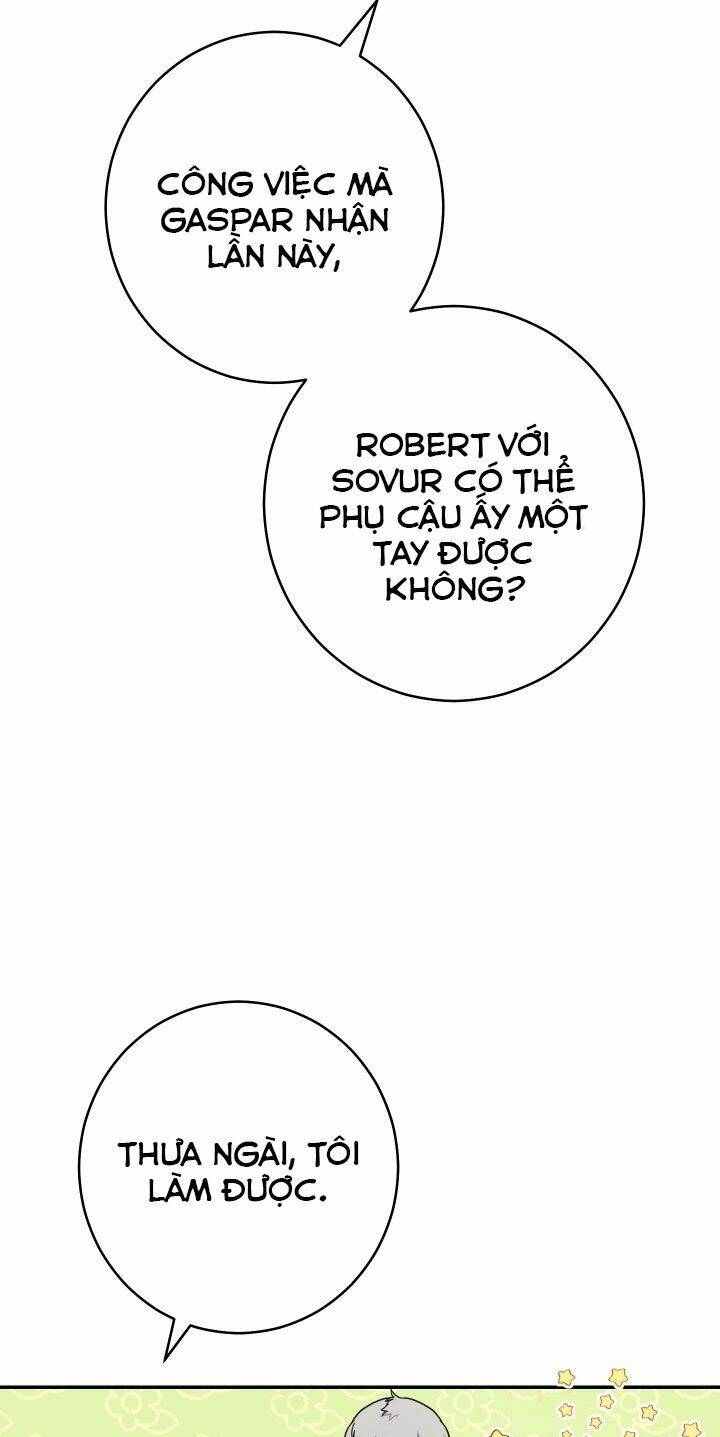 CÔNG VIỆC MÀ
GASPAR NHẬN
LẦN NÀY,
ROBERT VỚI
SOVUR CÓ THỂ
PHỤ CẬU ẤY MỘT
TAY ĐƯỢC
KHÔNG?
THƯA NGÀI, TÔI
LÀM ĐƯỢC.